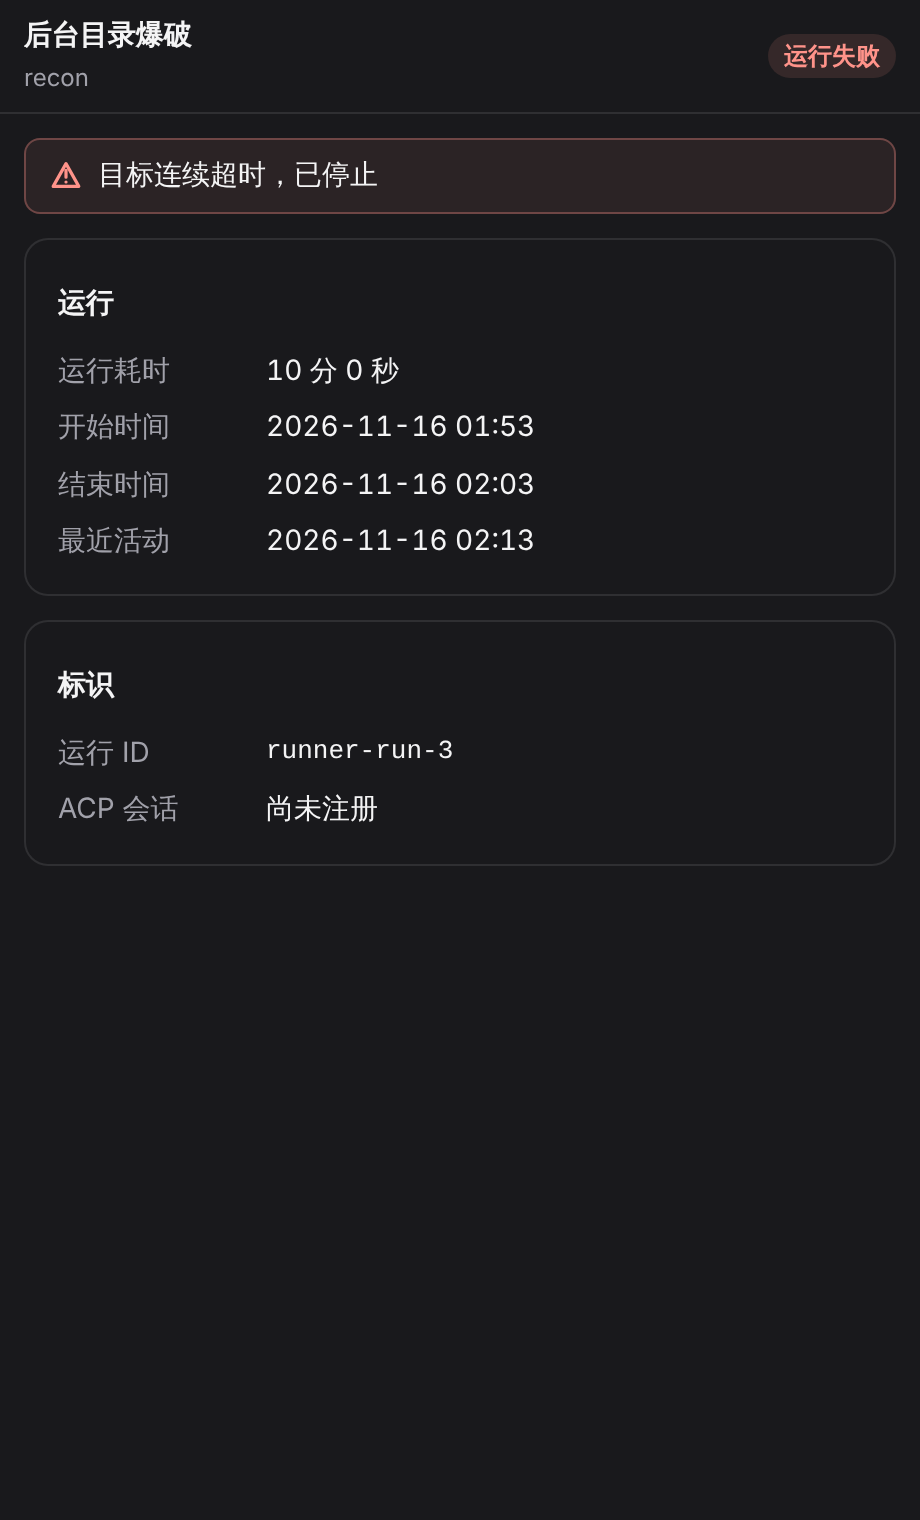 后台目录爆破
recon
运行失败
目标连续超时，已停止
运行
运行耗时 10 分 0 秒
开始时间 2026-11-16 01:53
结束时间 2026-11-16 02:03
最近活动 2026-11-16 02:13
标识
运行 ID runner-run-3
ACP 会话 尚未注册